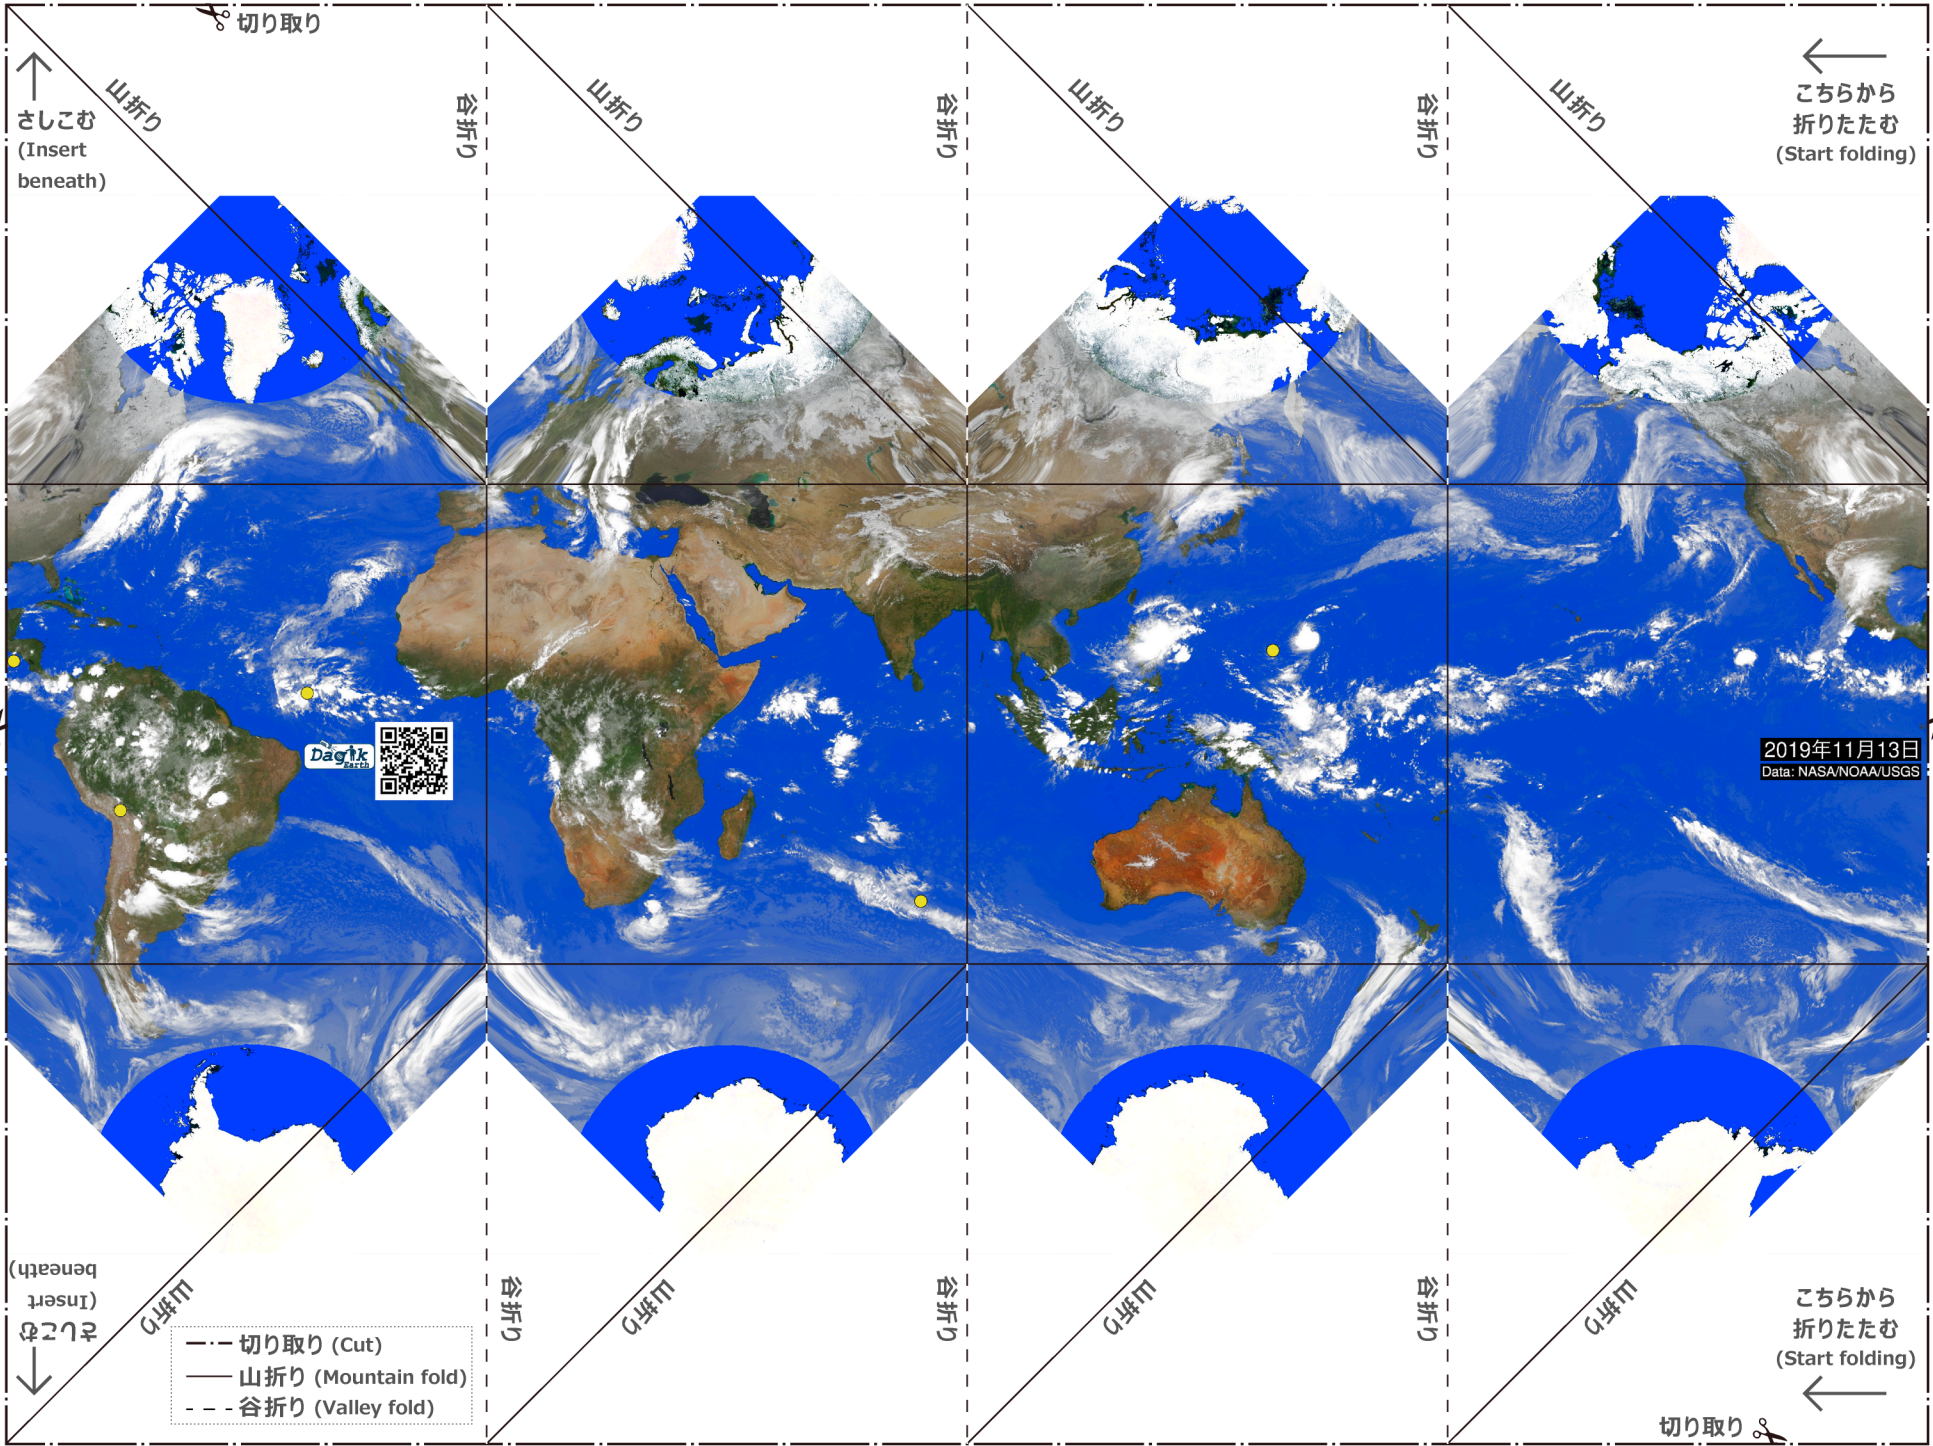 切り取り
山折り
谷折り
山折り
谷折り
山折り
谷折り
山折り
こちらから
折りたたむ
(Start folding)
さしこむ
(Insert
beneath)
Dagik
Earth
2019年11月13日
Data: NASA/NOAA/USGS
さしこむ
(Insert
beneath)
山折り
谷折り
山折り
谷折り
山折り
谷折り
山折り
こちらから
折りたたむ
(Start folding)
切り取り (Cut)
山折り (Mountain fold)
谷折り (Valley fold)
切り取り